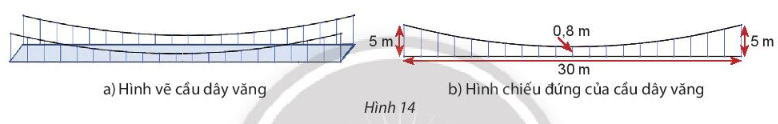 0,8 m
5 m
5 m
30 m
a) Hình vẽ cầu dây văng
b) Hình chiếu đứng của cầu dây văng
Hình 14